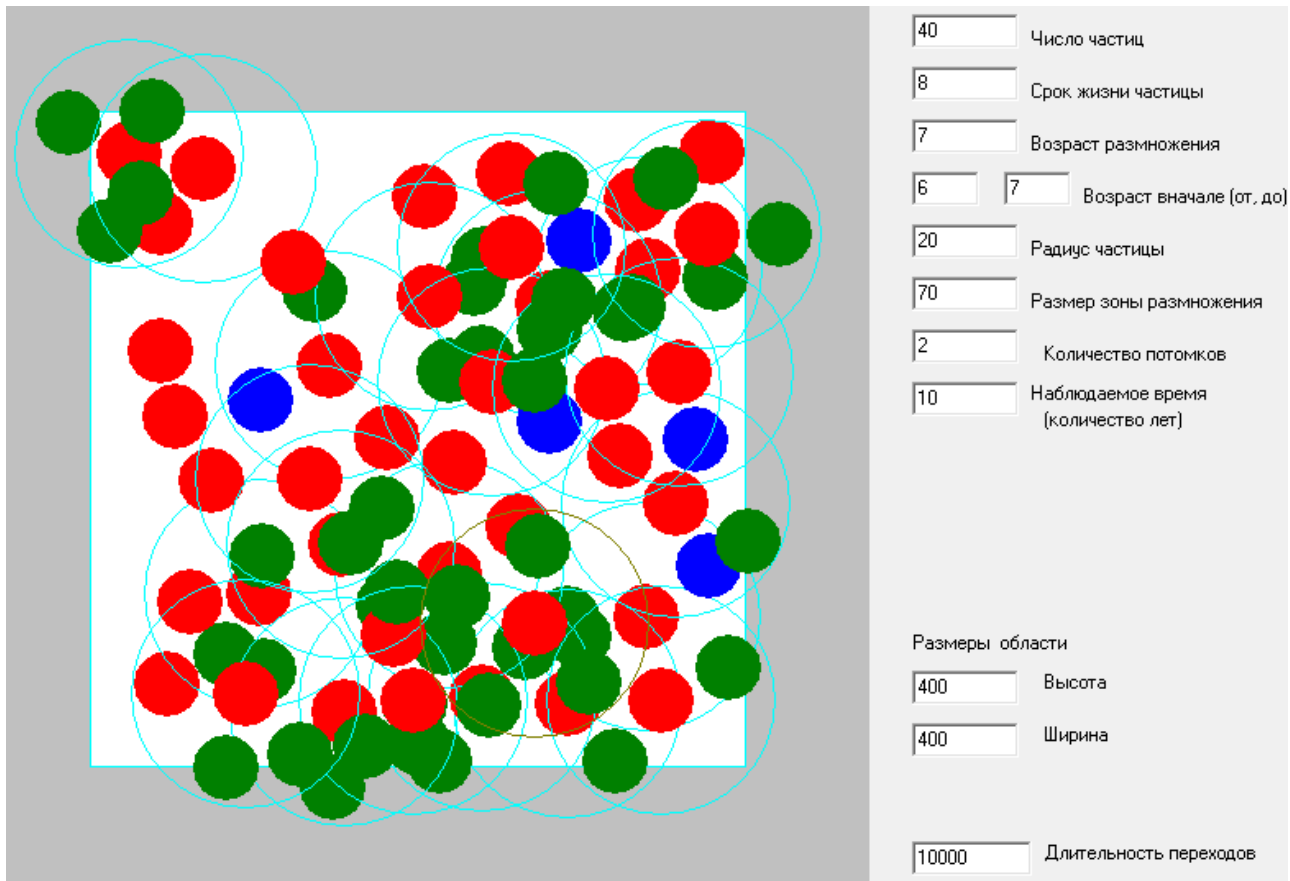 40 Число частиц
8 Срок жизни частицы
7 Возраст размножения
6 7 Возраст вначале (от, до)
20 Радиус частицы
70 Размер зоны размножения
2 Количество потомков
10 Наблюдаемое время
(количество лет)
Размеры области
400 Высота
400 Ширина
10000 Длительность переходов